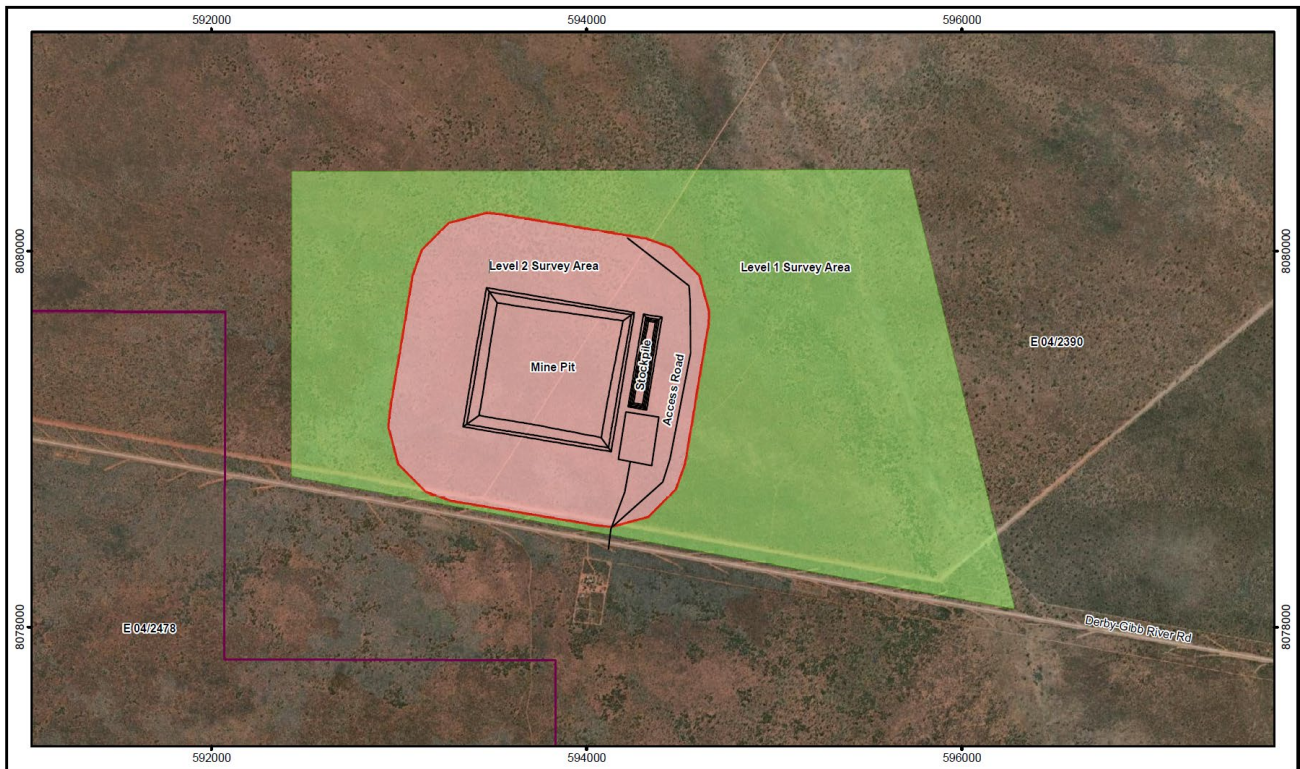 592000
594000
596000
8080000
8080000
Level 2 Survey Area
Level 1 Survey Area
E 04/2390
Mine Pit
Stockpile
Access Road
8078000
8078000
E 04/2478
Derby-Gibb River Rd
592000
594000
596000